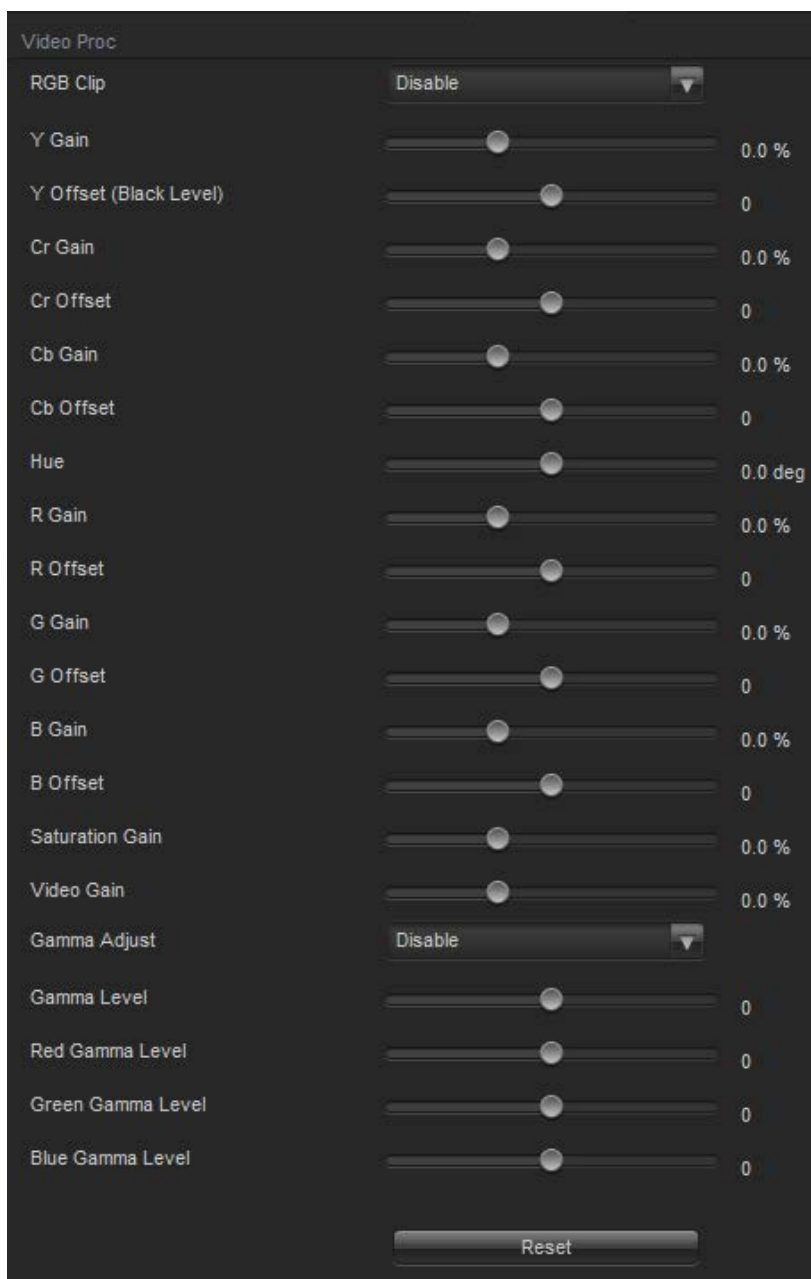 Video Proc
RGB Clip Disable
Y Gain 0.0 %
Y Offset (Black Level) 0
Cr Gain 0.0 %
Cr Offset 0
Cb Gain 0.0 %
Cb Offset 0
Hue 0.0 deg
R Gain 0.0 %
R Offset 0
G Gain 0.0 %
G Offset 0
B Gain 0.0 %
B Offset 0
Saturation Gain 0.0 %
Video Gain 0.0 %
Gamma Adjust Disable
Gamma Level 0
Red Gamma Level 0
Green Gamma Level 0
Blue Gamma Level 0
Reset